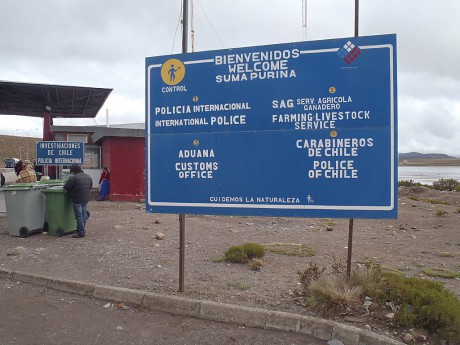 BIENVENIDOS
WELCOME
SUMA PURINA
CONTROL
POLICIA INTERNACIONAL
INTERNATIONAL POLICE
SAG SERV. AGRICOLA
GANADERO
FARMING LIVESTOCK
SERVICE
ADUANA
CUSTOMS
OFFICE
CARABINEROS
DE CHILE
POLICE
OF CHILE
CUIDEMOS LA NATURALEZA
INVESTIGACIONES
DE CHILE
POLICIA INTERNACIONAL